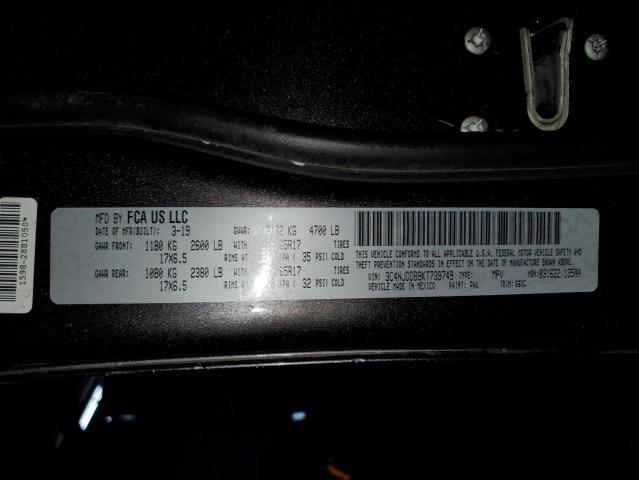 1598-2881050*
MFD BY FCA US LLC
DATE OF MFR(BUILT): 3-19 GVWR: KG 4700 LB
GAWR FRONT: 1180 KG 2600 LB WITH 65R17 TIRES
17X6.5 RIMS AT KPA ( 35 PSI) COLD
GAWR REAR: 1080 KG 2380 LB WITH 65R17 TIRES
17X6.5 RIMS AT KPA ( 32 PSI) COLD
THIS VEHICLE CONFORMS TO ALL APPLICABLE U.S.A. FEDERAL MOTOR VEHICLE SAFETY
AND THEFT PREVENTION STANDARDS IN EFFECT ON THE DATE OF MANUFACTURE SHOWN ABOVE.
VIN: 3C4NJDDB9KT739749 TYPE: MPV MDH:031622 135AA
VEHICLE MADE IN MEXICO PAINT: PAU TRIM: